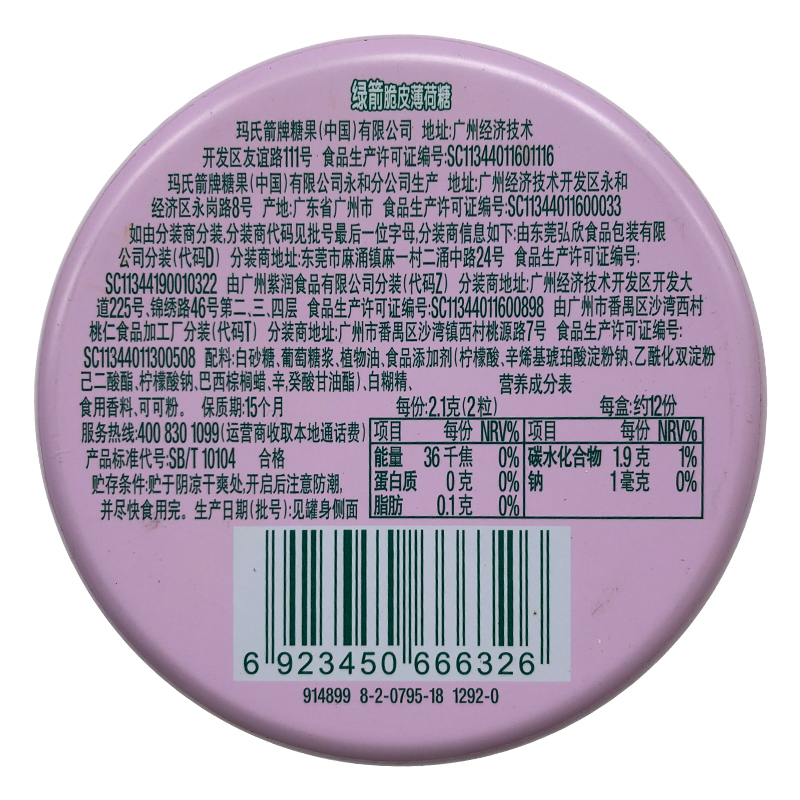 绿箭脆皮薄荷糖
玛氏箭牌糖果(中国)有限公司 地址:广州经济技术
开发区友谊路111号 食品生产许可证编号:SC11344011601116
玛氏箭牌糖果(中国)有限公司永和分公司生产 地址:广州经济技术开发区永和
经济区永岗路8号 产地:广东省广州市 食品生产许可证编号:SC11344011600033
如由分装商分装,分装商代码见批号最后一位字母,分装商信息如下:由东莞弘欣食品包装有限
公司分装(代码D) 分装商地址:东莞市麻涌镇麻一村二涌中路24号 食品生产许可证编号:
SC11344190010322 由广州紫润食品有限公司分装(代码Z) 分装商地址:广州经济技术开发区开发大
道225号、锦绣路46号第二、三、四层 食品生产许可证编号:SC11344011600898 由广州市番禺区沙湾西村
桃仁食品加工厂分装(代码T) 分装商地址:广州市番禺区沙湾镇西村桃源路7号 食品生产许可证编号:
SC11344011300508 配料:白砂糖、葡萄糖浆、植物油、食品添加剂(柠檬酸、辛烯基琥珀酸淀粉钠、乙酰化双淀粉
己二酸酯、柠檬酸钠、巴西棕榈蜡、辛,癸酸甘油酯)、白糊精、 营养成分表
食用香料、可可粉。 保质期:15个月 每份:2.1克(2粒) 每盒:约12份
服务热线:400 830 1099(运营商收取本地通话费) 项目 每份 NRV% 项目 每份 NRV%
产品标准代号:SB/T 10104 合格 能量 36千焦 0% 碳水化合物 1.9克 1%
蛋白质 0克 0% 钠 1毫克 0%
贮存条件:贮于阴凉干爽处,开启后注意防潮,
并尽快食用完。生产日期(批号):见罐身侧面 脂肪 0.1克 0%
6 923450 666326
914899 8-2-0795-18 1292-0